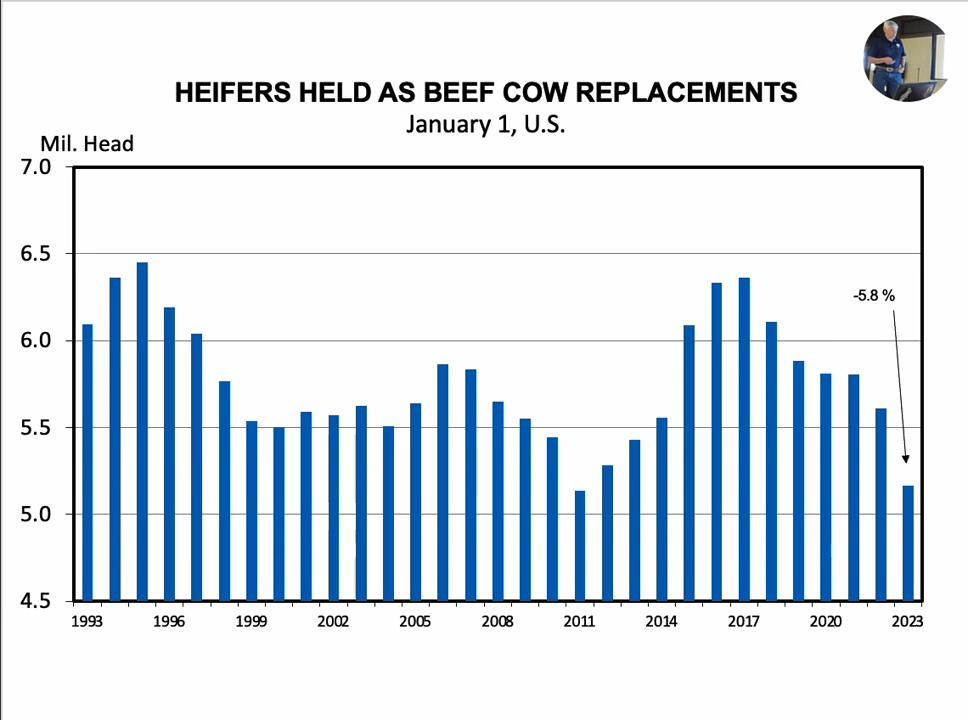 HEIFERS HELD AS BEEF COW REPLACEMENTS
January 1, U.S.
Mil. Head
7.0
6.5
6.0
5.5
5.0
4.5
-5.8 %
1993 1996 1999 2002 2005 2008 2011 2014 2017 2020 2023